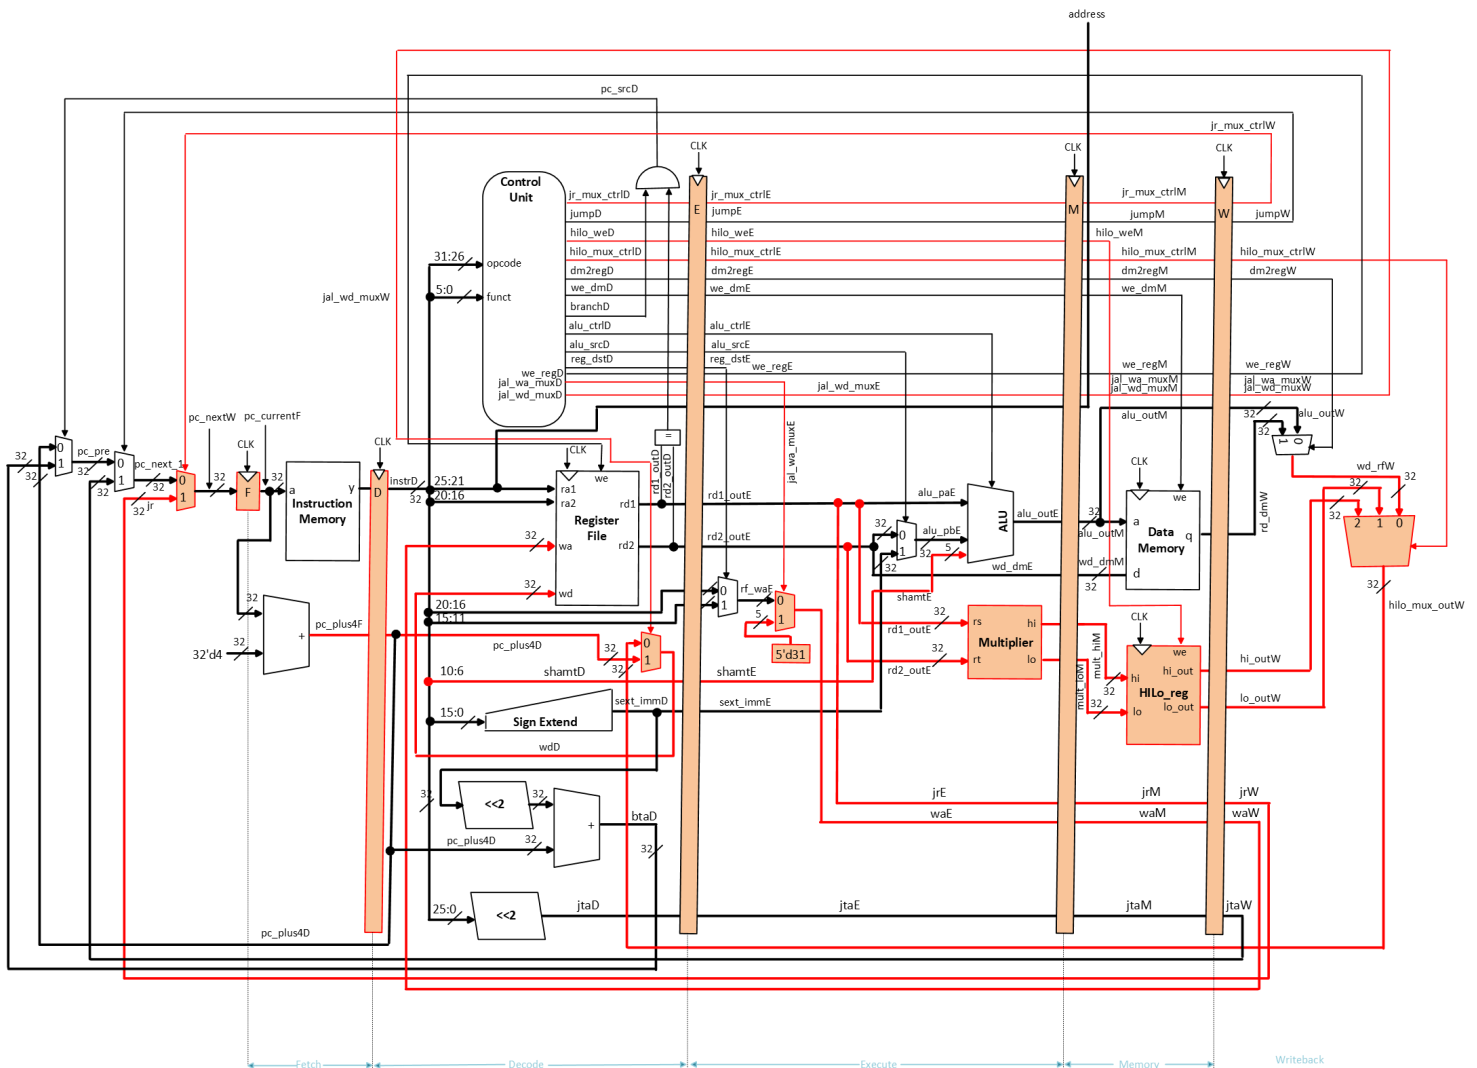 address
pc_srcD
jr_mux_ctrlW
CLK
CLK
CLK
Control
Unit
jr_mux_ctrlD
jr_mux_ctrlE
jr_mux_ctrlM
E
M
W
jumpD
jumpE
jumpM
jumpW
hilo_weD
hilo_weE
hilo_weM
hilo_mux_ctrlD
hilo_mux_ctrlE
hilo_mux_ctrlM
hilo_mux_ctrlW
31:26
opcode
dm2regD
dm2regE
dm2regM
dm2regW
5:0
funct
we_dmD
we_dmE
we_dmM
jal_wd_muxW
branchD
alu_ctrlD
alu_ctrlE
alu_srcD
alu_srcE
reg_dstD
reg_dstE
we_regE
we_regM
we_regW
we_regD
jal_wa_muxD
jal_wa_muxM
jal_wa_muxW
jal_wd_muxD
jal_wd_muxE
jal_wd_muxM
jal_wd_muxW
pc_nextW
pc_currentF
alu_outM
32
alu_outW
32
0
1
pc_pre
32
CLK
CLK
=
CLK
jal_wa_muxE
1
0
32
32
0
1
pc_next_1
32
0
1
32
F
32
a
y
Instruction
Memory
D
instrD
32
25:21
20:16
ra1
ra2
we
rd1
Register
File
rd1_outD
rd2_outD
rd1_outE
alu_paE
ALU
alu_outE
32
alu_outM
CLK
we
a
Data
Memory
q
d
rd_dmW
wd_rfW
32
32
32
2
1
0
32
jr
32
wa
rd2
rd2_outE
32
0
1
32
alu_pbE
32
5
wd_dmE
wd_dmM
32
32
wd
0
1
rf_waE
32
0
1
5
5'd31
shamtE
32
hilo_mux_outW
20:16
15:11
32
32'd4
32
+
pc_plus4F
pc_plus4D
32
32
0
1
rd1_outE
32
rs
hi
Multiplier
rt
lo
rd2_outE
32
mult_hiM
mult_loM
32
32
CLK
we
hi_out
hi
HILo_reg
lo_out
lo
hi_outW
lo_outW
10:6
shamtD
shamtE
15:0
Sign Extend
sext_immD
sext_immE
wdD
32
<<2
32
+
btaD
32
pc_plus4D
32
jrE
jrM
jrW
waE
waM
waW
25:0
<<2
jtaD
jtaE
jtaM
jtaW
pc_plus4D
Fetch
Decode
Execute
Memory
Writeback